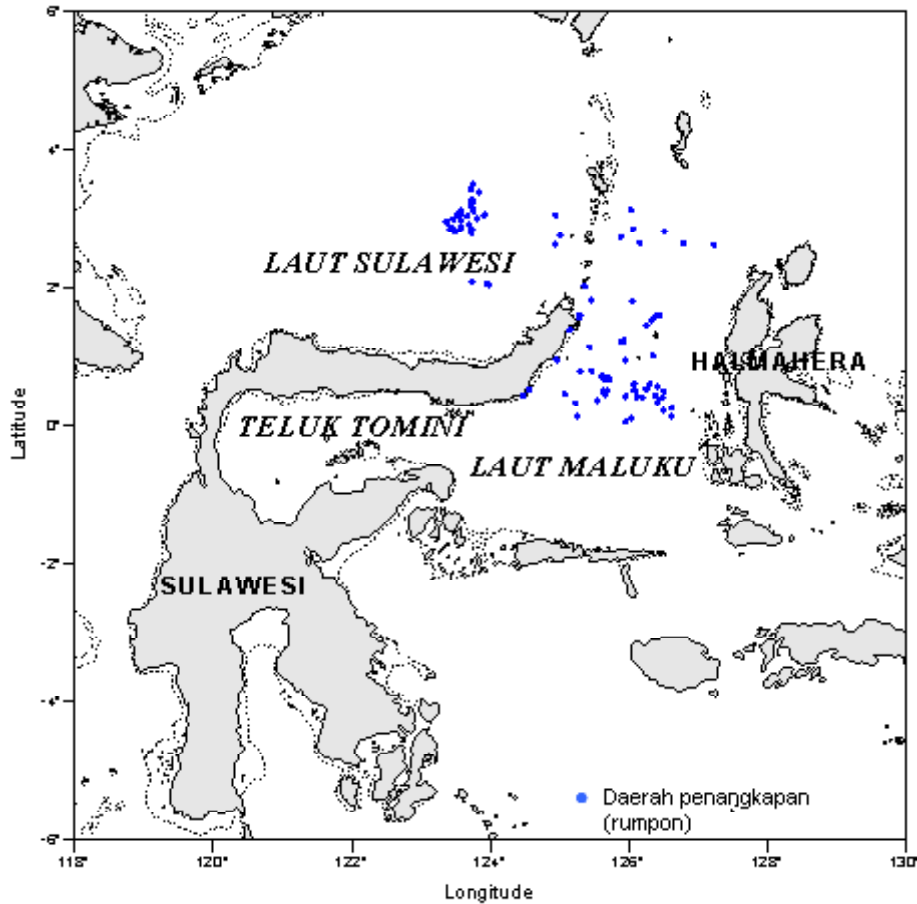 6°
4°
2°
0°
-2°
-4°
-6°
Latitude
LAUT SULAWESI
HALMAHERA
TELUK TOMINI
LAUT MALUKU
SULAWESI
Daerah penangkapan
(rumpon)
118°
120°
122°
124°
126°
128°
130°
Longitude